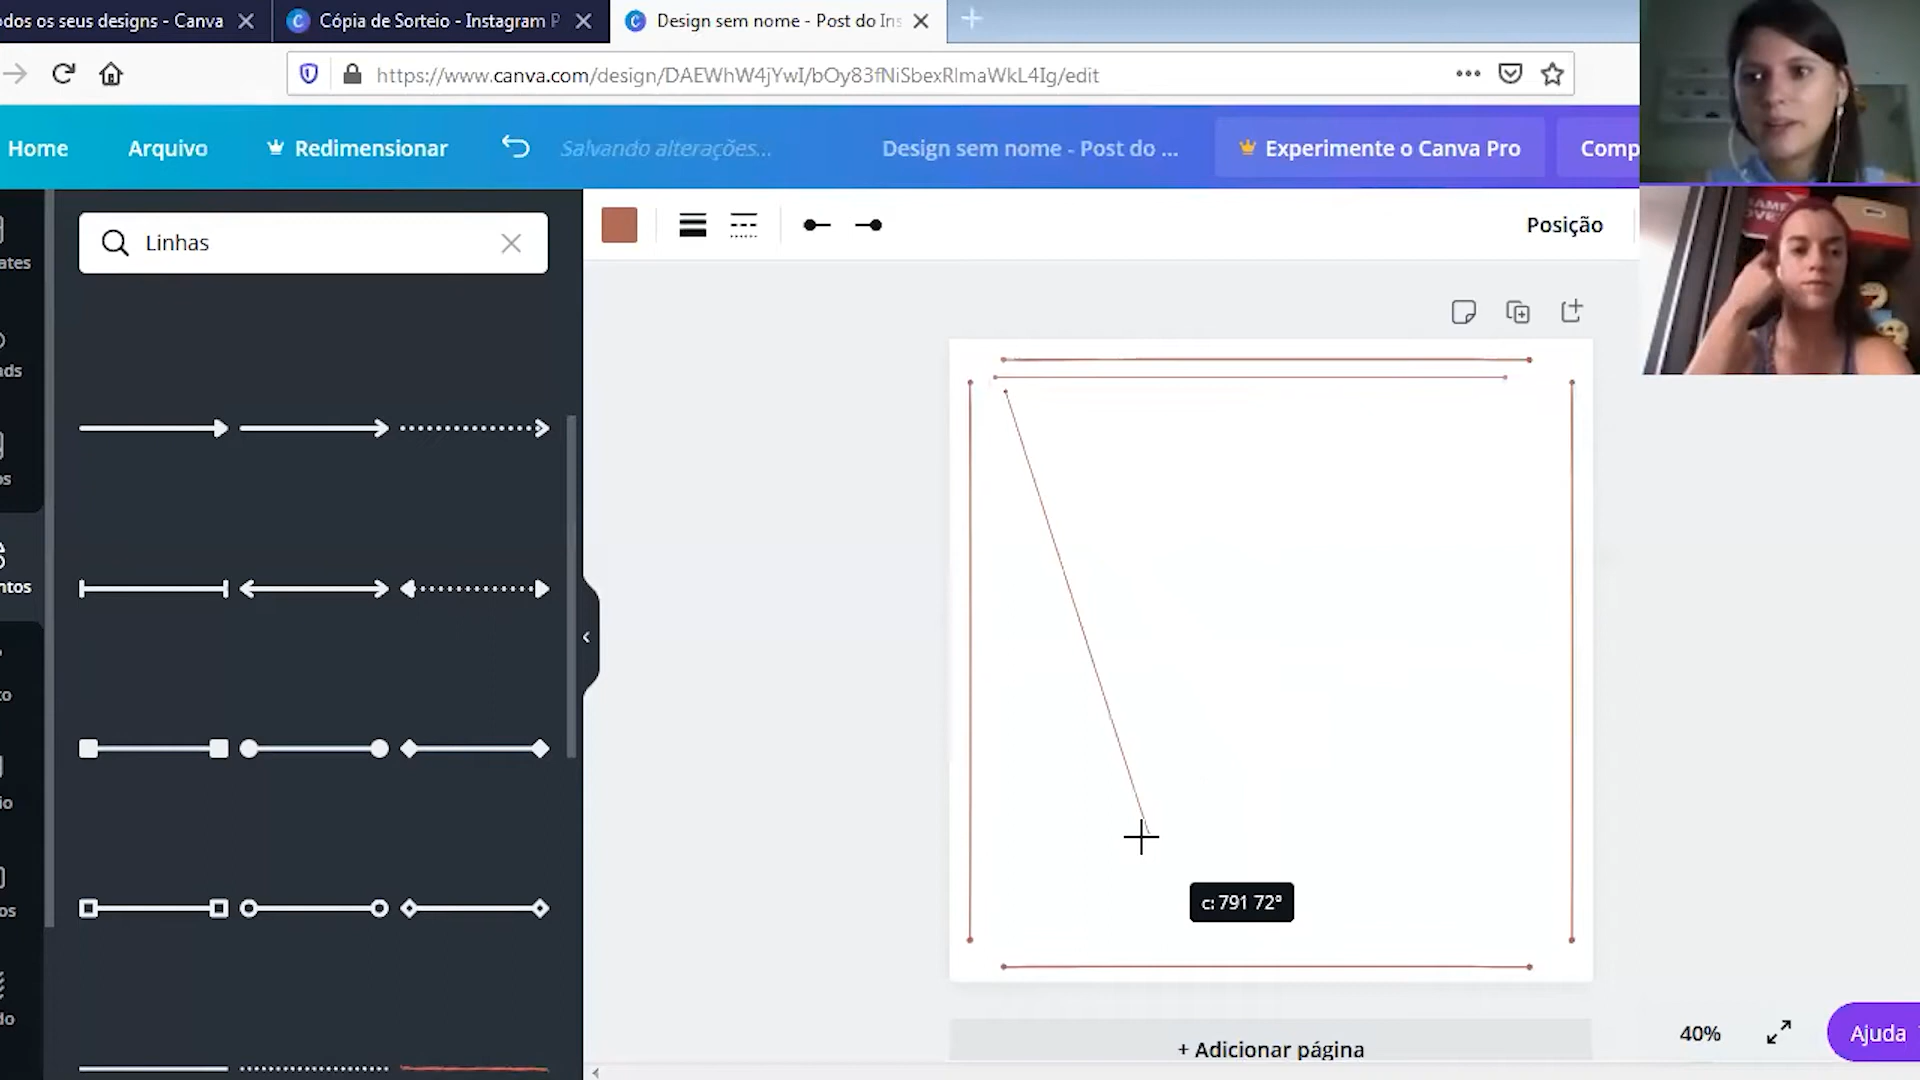 dos os seus designs - Canva
Cópia de Sorteio - Instagram P
Design sem nome - Post do Ins
https://www.canva.com/design/DAEWhW4jYwI/bOy83fNiSbexRlmaWkL4Ig/edit
Home
Arquivo
Redimensionar
Salvando alterações...
Design sem nome - Post do ...
Experimente o Canva Pro
Comp
Linhas
Posição
ates
ads
os
ntos
to
io
os
do
c: 791 72°
+ Adicionar página
40%
Ajuda